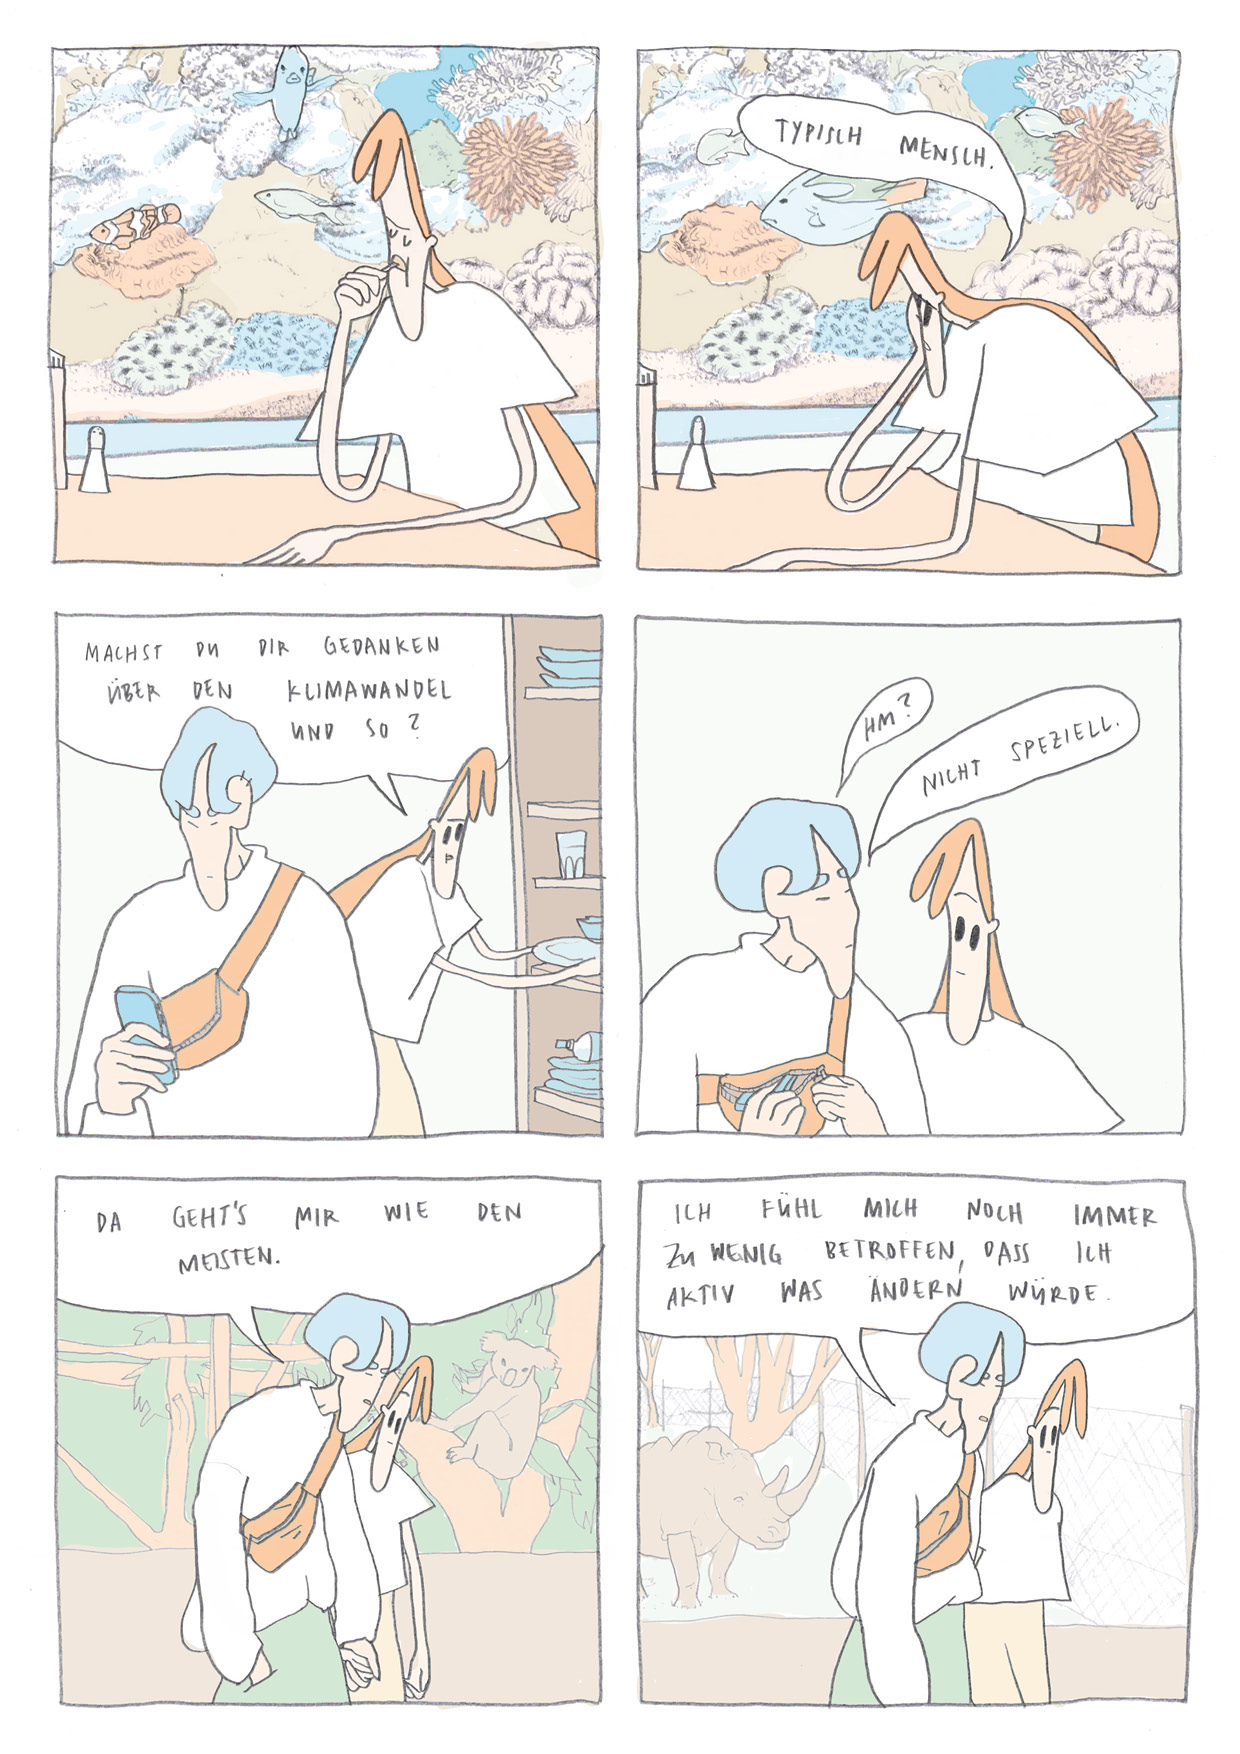 TYPISCH MENSCH.
MACHST DU DIR GEDANKEN
ÜBER DEN KLIMAWANDEL
UND SO?
HM?
NICHT SPEZIELL.
DA GEHT'S MIR WIE DEN
MEISTEN.
ICH FÜHL MICH NOCH IMMER
ZU WENIG BETROFFEN, DASS ICH
AKTIV WAS ÄNDERN WÜRDE.